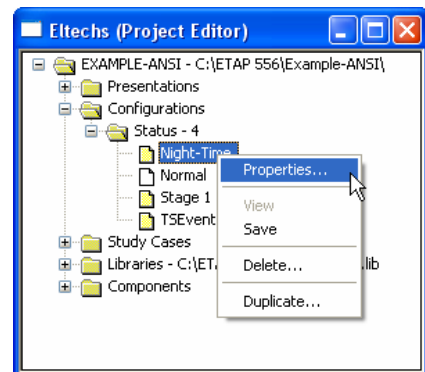 Eltechs (Project Editor)
EXAMPLE-ANSI - C:\ETAP 556\Example-ANSI\
Presentations
Configurations
Status - 4
Night-Time
Normal
Stage 1
TSEvent
Study Cases
Libraries - C:\ET lib
Components
Properties...
View
Save
Delete...
Duplicate...